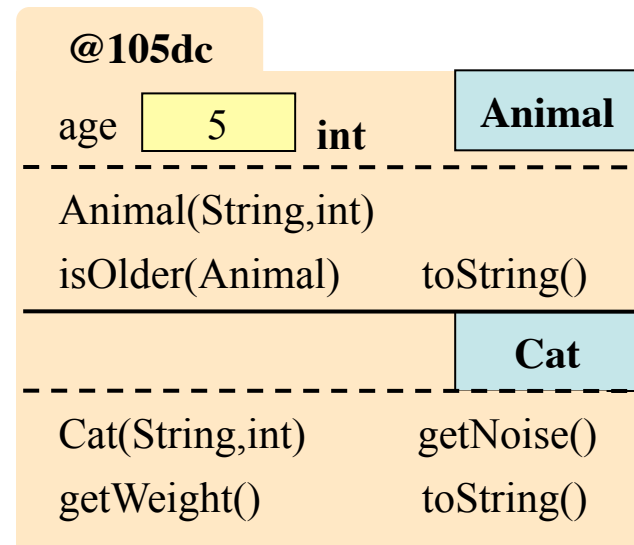 @105dc
age 5 int Animal
Animal(String,int)
isOlder(Animal) toString()
Cat
Cat(String,int) getNoise()
getWeight() toString()